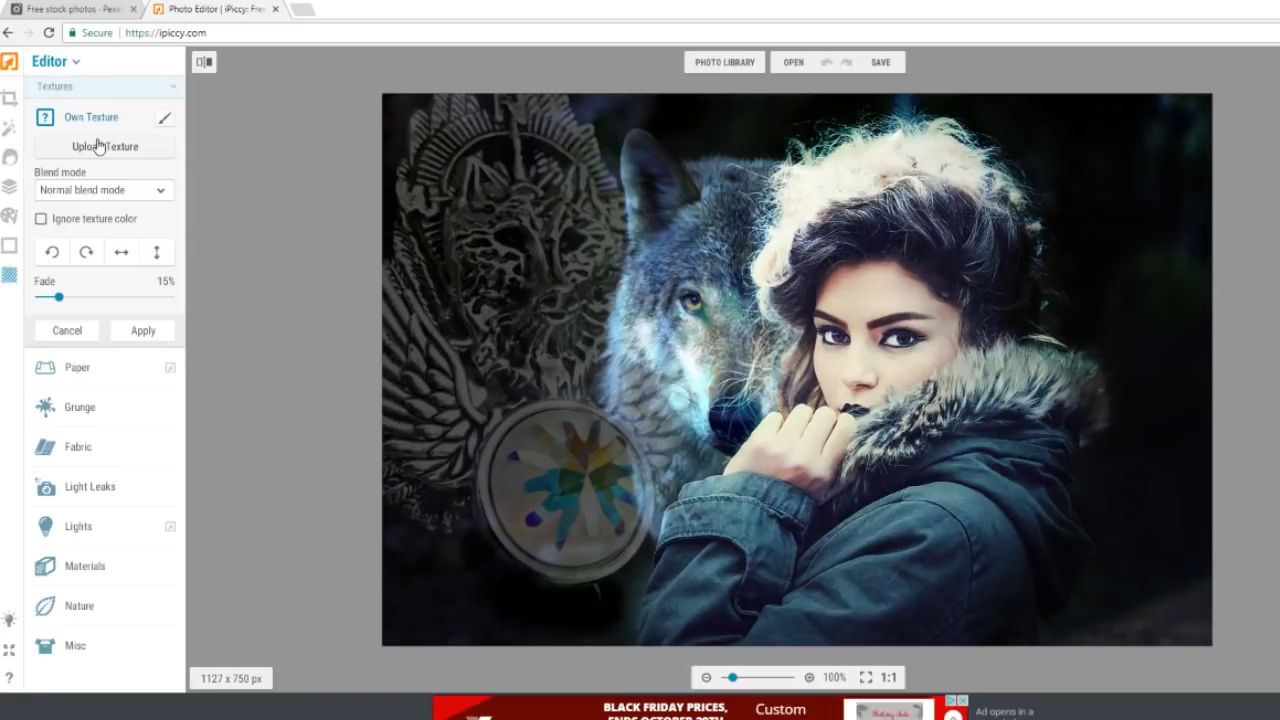 Free stock photos - Pexe
Photo Editor | iPiccy: Fre
Secure
https://ipiccy.com
Editor
PHOTO LIBRARY
OPEN
SAVE
Textures
Own Texture
Upload Texture
Blend mode
Normal blend mode
Ignore texture color
Fade 15%
Cancel
Apply
Paper
Grunge
Fabric
Light Leaks
Lights
Materials
Nature
Misc
1127 x 750 px
100%
1:1
BLACK FRIDAY PRICES,
Custom
Ad opens in a